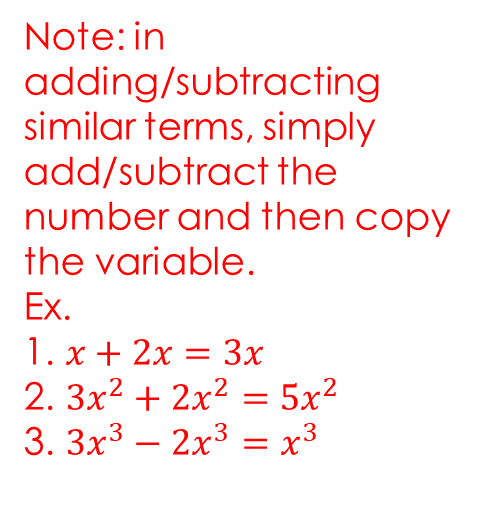 Note: in
adding/subtracting
similar terms, simply
add/subtract the
number and then copy
the variable.
Ex.
1. x + 2x = 3x
2. 3x² + 2x² = 5x²
3. 3x³ − 2x³ = x³